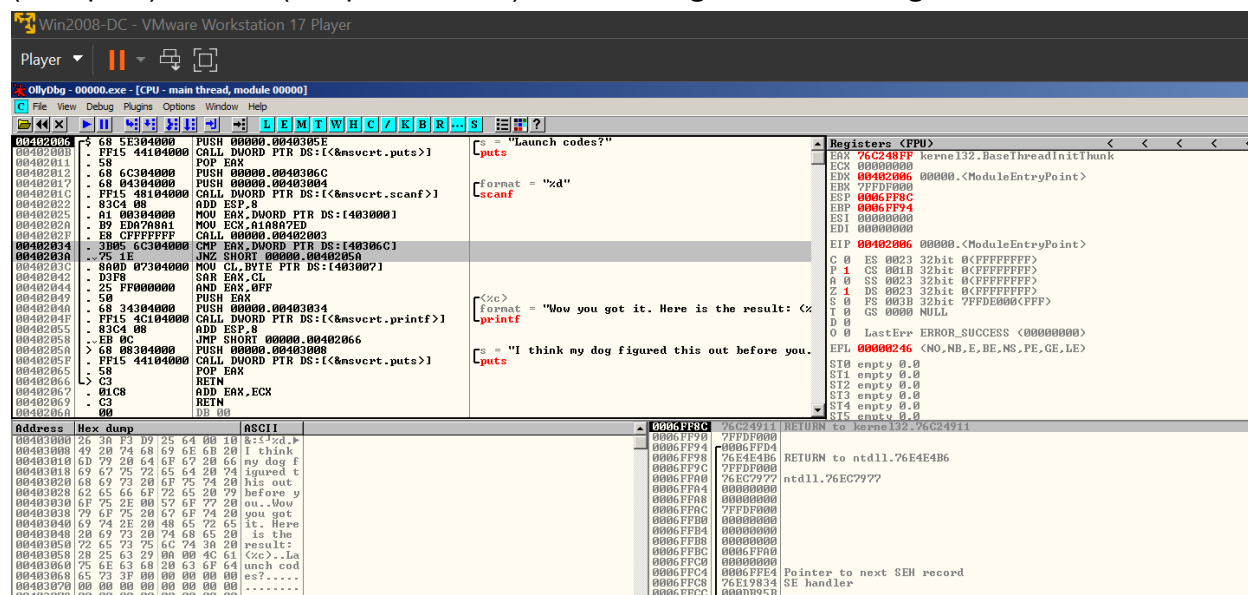 Win2008-DC - VMware Workstation 17 Player
Player
OllyDbg - 00000.exe - [CPU - main thread, module 00000]
C File View Debug Plugins Options Window Help
L E M T W H C / K B R ... S ?
00402006 r$ 68 5E304000 PUSH 00000.0040305E s = "Launch codes?"
0040200B . FF15 44104000 CALL DWORD PTR DS:[<&msvcrt.puts>] puts
00402011 . 58 POP EAX
00402012 . 68 6C304000 PUSH 00000.0040306C
00402017 . 68 04304000 PUSH 00000.00403004 format = "%d"
0040201C . FF15 48104000 CALL DWORD PTR DS:[<&msvcrt.scanf>] scanf
00402022 . 83C4 08 ADD ESP,8
00402025 . A1 00304000 MOV EAX,DWORD PTR DS:[403000]
0040202A . B9 EDA7A8A1 MOV ECX,A1A8A7ED
0040202F . E8 CFFFFFFF CALL 00000.00402003
00402034 . 3B05 6C304000 CMP EAX,DWORD PTR DS:[40306C]
0040203A .v75 1E JNZ SHORT 00000.0040205A
0040203C . 8A0D 07304000 MOV CL,BYTE PTR DS:[403007]
00402042 . D3F8 SAR EAX,CL
00402044 . 25 FF000000 AND EAX,0FF
00402049 . 50 PUSH EAX <%c>
0040204A . 68 34304000 PUSH 00000.00403034 format = "Wow you got it. Here is the result: (%
0040204F . FF15 4C104000 CALL DWORD PTR DS:[<&msvcrt.printf>] printf
00402055 . 83C4 08 ADD ESP,8
00402058 .vEB 0C JMP SHORT 00000.00402066
0040205A > 68 08304000 PUSH 00000.00403008 s = "I think my dog figured this out before you.
0040205F . FF15 44104000 CALL DWORD PTR DS:[<&msvcrt.puts>] puts
00402065 . 58 POP EAX
00402066 > C3 RETN
00402067 . 01C8 ADD EAX,ECX
00402069 . C3 RETN
0040206A 00 DB 00
Registers (FPU) < < < <
EAX 76C248FF kernel32.BaseThreadInitThunk
ECX 00000000
EDX 00402006 00000.<ModuleEntryPoint>
EBX 7FFDF000
ESP 0006FF8C
EBP 0006FF94
ESI 00000000
EDI 00000000
EIP 00402006 00000.<ModuleEntryPoint>
C 0 ES 0023 32bit 0(FFFFFFFF)
P 1 CS 001B 32bit 0(FFFFFFFF)
A 0 SS 0023 32bit 0(FFFFFFFF)
Z 1 DS 0023 32bit 0(FFFFFFFF)
S 0 FS 003B 32bit 7FFDE000(FFF)
T 0 GS 0000 NULL
D 0
O 0 LastErr ERROR_SUCCESS (00000000)
EFL 00000246 (NO,NB,E,BE,NS,PE,GE,LE)
ST0 empty 0.0
ST1 empty 0.0
ST2 empty 0.0
ST3 empty 0.0
ST4 empty 0.0
ST5 empty 0.0
Address Hex dump ASCII
00403000 26 3A F3 D9 25 64 00 10 &:≤┘%d.►
00403008 49 20 74 68 69 6E 6B 20 I think
00403010 6D 79 20 64 6F 67 20 66 my dog f
00403018 69 67 75 72 65 64 20 74 igured t
00403020 68 69 73 20 6F 75 74 20 his out
00403028 62 65 66 6F 72 65 20 79 before y
00403030 6F 75 2E 00 57 6F 77 20 ou..Wow
00403038 79 6F 75 20 67 6F 74 20 you got
00403040 69 74 2E 20 48 65 72 65 it. Here
00403048 20 69 73 20 74 68 65 20 is the
00403050 72 65 73 75 6C 74 3A 20 result:
00403058 28 25 63 29 0A 00 4C 61 (%c)..La
00403060 75 6E 63 68 20 63 6F 64 unch cod
00403068 65 73 3F 00 00 00 00 00 es?.....
00403070 00 00 00 00 00 00 00 00 ........
0006FF8C 76C24911 RETURN to kernel32.76C24911
0006FF90 7FFDF000
0006FF94 0006FFD4
0006FF98 76E4E4B6 RETURN to ntdll.76E4E4B6
0006FF9C 7FFDF000
0006FFA0 76EC7977 ntdll.76EC7977
0006FFA4 00000000
0006FFA8 00000000
0006FFAC 7FFDF000
0006FFB0 00000000
0006FFB4 00000000
0006FFB8 00000000
0006FFBC 0006FFA0
0006FFC0 00000000
0006FFC4 0006FFE4 Pointer to next SEH record
0006FFC8 76E19834 SE handler
0006FFCC 000DB95B